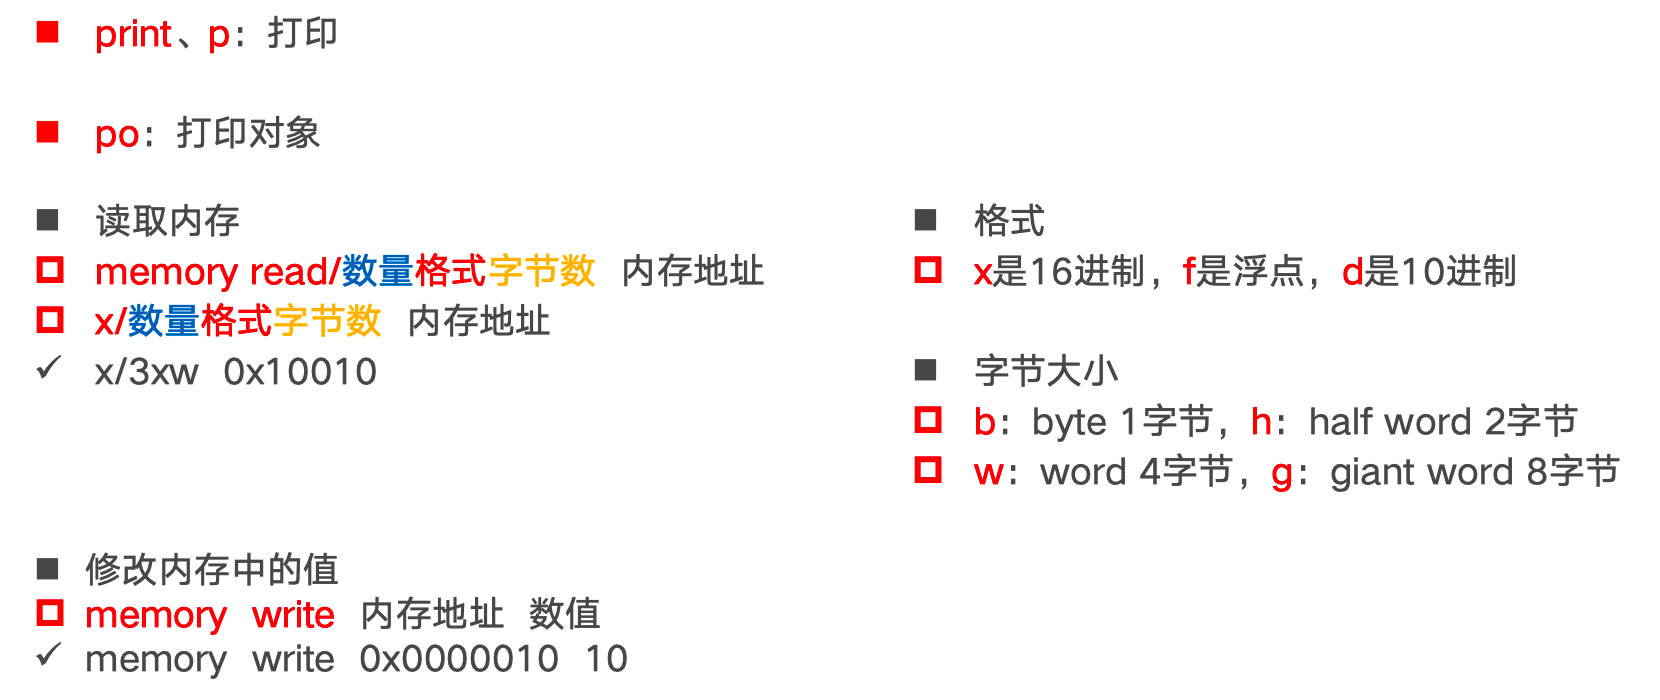 print、p：打印
po：打印对象
读取内存
memory read/数量格式字节数 内存地址
x/数量格式字节数 内存地址
x/3xw 0x10010
格式
x是16进制，f是浮点，d是10进制
字节大小
b：byte 1字节，h：half word 2字节
w：word 4字节，g：giant word 8字节
修改内存中的值
memory write 内存地址 数值
memory write 0x0000010 10